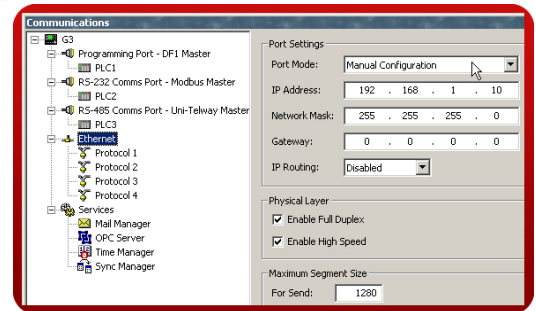 Communications
G3
Programming Port - DF1 Master
PLC1
RS-232 Comms Port - Modbus Master
PLC2
RS-485 Comms Port - Uni-Telway Master
PLC3
Ethernet
Protocol 1
Protocol 2
Protocol 3
Protocol 4
Services
Mail Manager
OPC Server
Time Manager
Sync Manager
Port Settings
Port Mode: Manual Configuration
IP Address: 192 . 168 . 1 . 10
Network Mask: 255 . 255 . 255 . 0
Gateway: 0 . 0 . 0 . 0
IP Routing: Disabled
Physical Layer
Enable Full Duplex
Enable High Speed
Maximum Segment Size
For Send: 1280